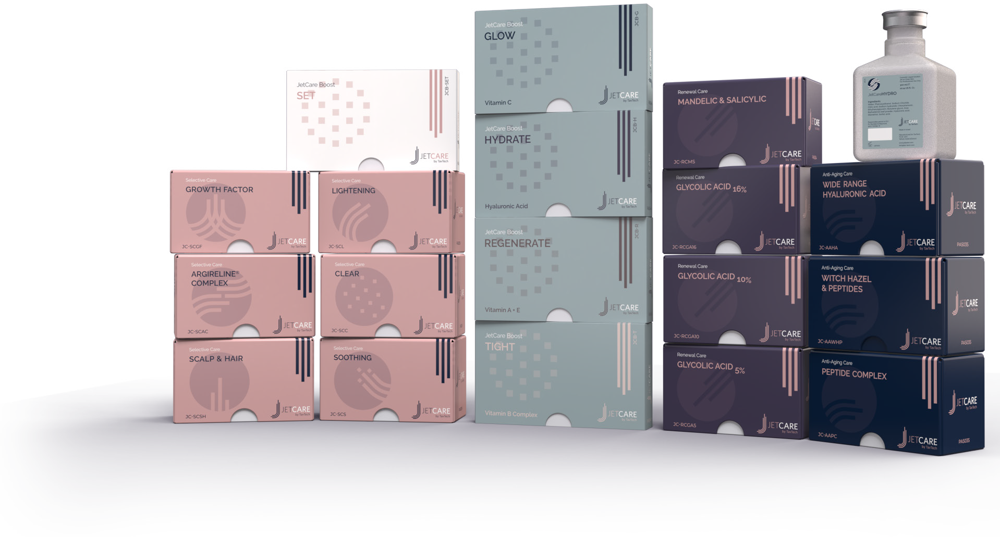 JetCare Boost
SET
JCB-SET
JETCARE
by TavTech
Selective Care
GROWTH FACTOR
JC-SCGF
JETCARE
by TavTech
Selective Care
LIGHTENING
JC-SCL
JETCARE
by TavTech
Selective Care
ARGIRELINE®
COMPLEX
JC-SCAC
JETCARE
by TavTech
Selective Care
CLEAR
JC-SCC
JETCARE
by TavTech
Selective Care
SCALP & HAIR
JC-SCSH
JETCARE
by TavTech
Selective Care
SOOTHING
JC-SCS
JETCARE
by TavTech
JetCare Boost
GLOW
JCB-G
Vitamin C
JETCARE
by TavTech
JetCare Boost
HYDRATE
JCB-H
Hyaluronic Acid
JETCARE
by TavTech
JetCare Boost
REGENERATE
JCB-R
Vitamin A + E
JETCARE
by TavTech
JetCare Boost
TIGHT
JCB-T
Vitamin B Complex
JETCARE
by TavTech
Renewal Care
MANDELIC & SALICYLIC
JC-RCMS
JETCARE
by TavTech
Renewal Care
GLYCOLIC ACID 16%
JC-RCGA16
JETCARE
by TavTech
Renewal Care
GLYCOLIC ACID 10%
JC-RCGA10
JETCARE
by TavTech
Renewal Care
GLYCOLIC ACID 5%
JC-RCGA5
JETCARE
by TavTech
JetCareHYDRO
Ingredients
JETCARE
by TavTech
Anti-Aging Care
WIDE RANGE
HYALURONIC ACID
JC-AAHA
JETCARE
by TavTech
JETCARE
by TavTech
PA5035
Anti-Aging Care
WITCH HAZEL
& PEPTIDES
JC-AAWHP
JETCARE
by TavTech
JETCARE
by TavTech
PA5035
Anti-Aging Care
PEPTIDE COMPLEX
JC-AAPC
JETCARE
by TavTech
JETCARE
by TavTech
PA5035